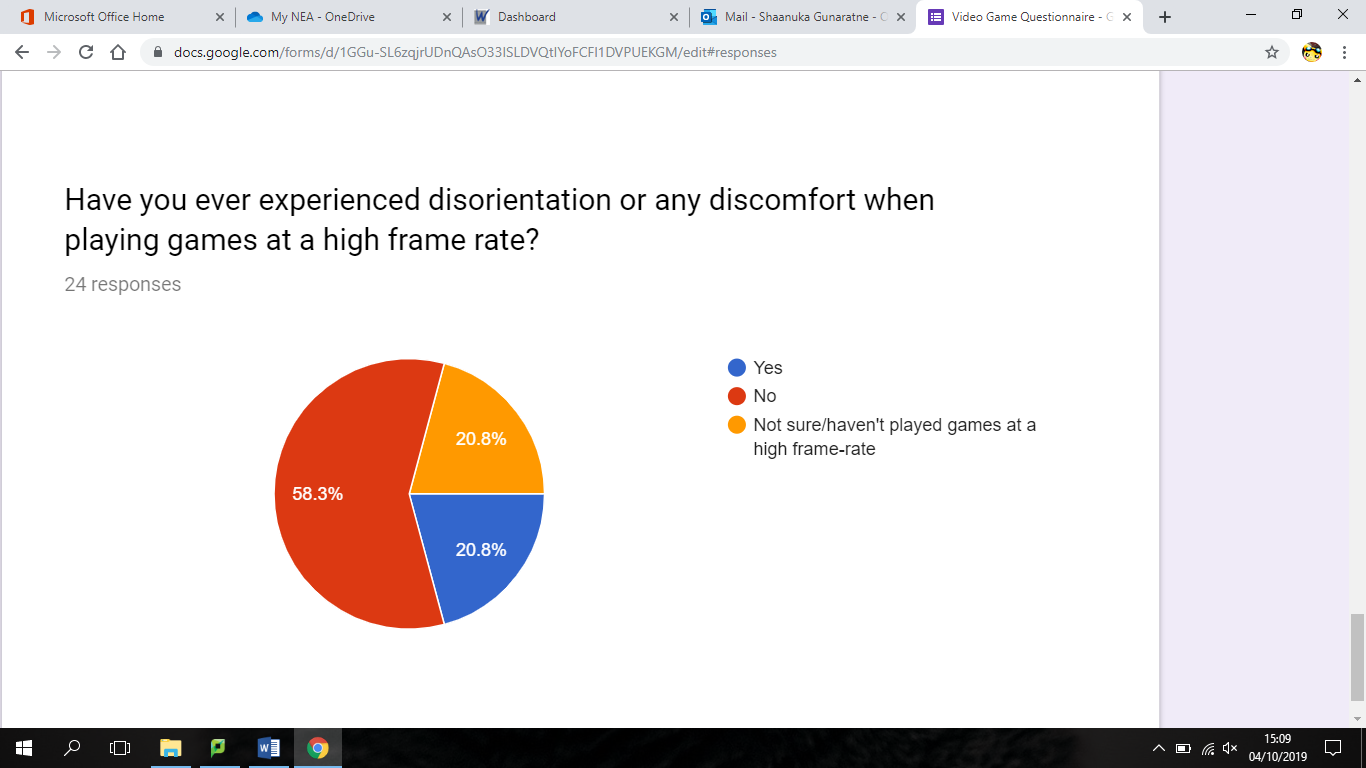 Microsoft Office Home
My NEA - OneDrive
Dashboard
Mail - Shaanuka Gunaratne - O
Video Game Questionnaire - G
docs.google.com/forms/d/1GGu-SL6zqjrUDnQAsO33ISLDVQtIYoFCFI1DVPUEKGM/edit#responses
Have you ever experienced disorientation or any discomfort when
playing games at a high frame rate?
24 responses
Yes
No
Not sure/haven't played games at a
high frame-rate
20.8%
58.3%
20.8%
15:09
04/10/2019